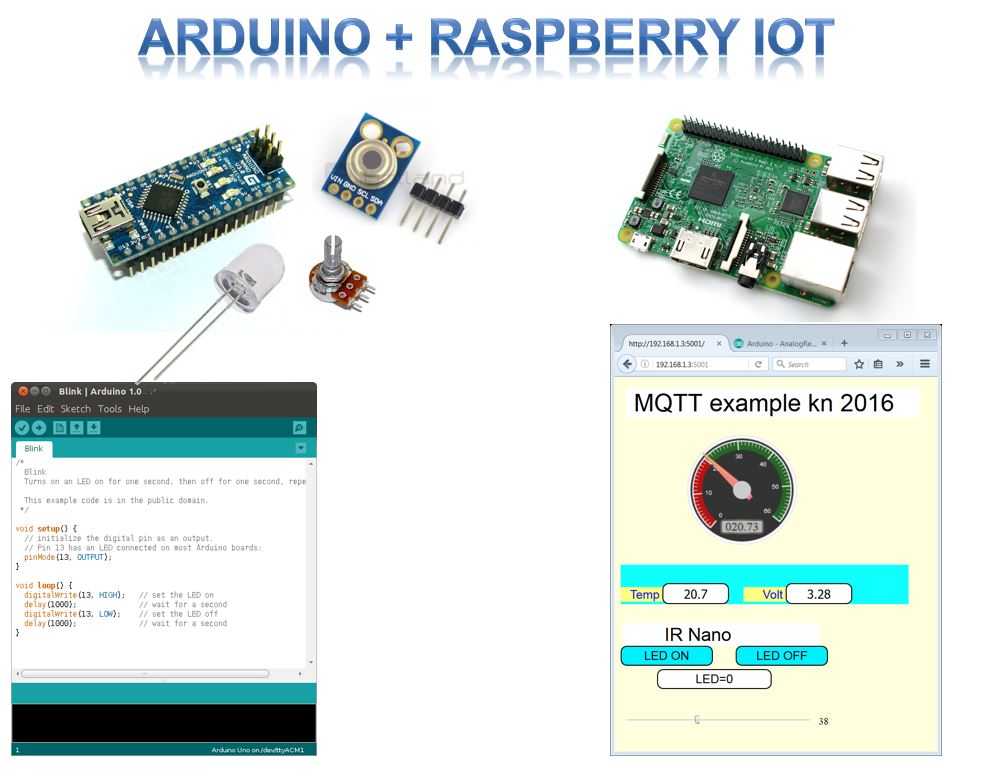 ARDUINO + RASPBERRY IOT
VIN GND SCL SDA
HDMI
Blink | Arduino 1.0
File Edit Sketch Tools Help
Blink
/*
Blink
Turns on an LED on for one second, then off for one second, repe
This example code is in the public domain.
*/
void setup() {
// initialize the digital pin as an output.
// Pin 13 has an LED connected on most Arduino boards:
pinMode(13, OUTPUT);
}
void loop() {
digitalWrite(13, HIGH); // set the LED on
delay(1000); // wait for a second
digitalWrite(13, LOW); // set the LED off
delay(1000); // wait for a second
}
1 Arduino Uno on /dev/ttyACM1
http://192.168.1.3:5001/ Arduino - AnalogRe...
192.168.1.3:5001 Search
MQTT example kn 2016
0 10 30 40 50 60
020.73
Temp 20.7 Volt 3.28
IR Nano
LED ON LED OFF
LED=0
38